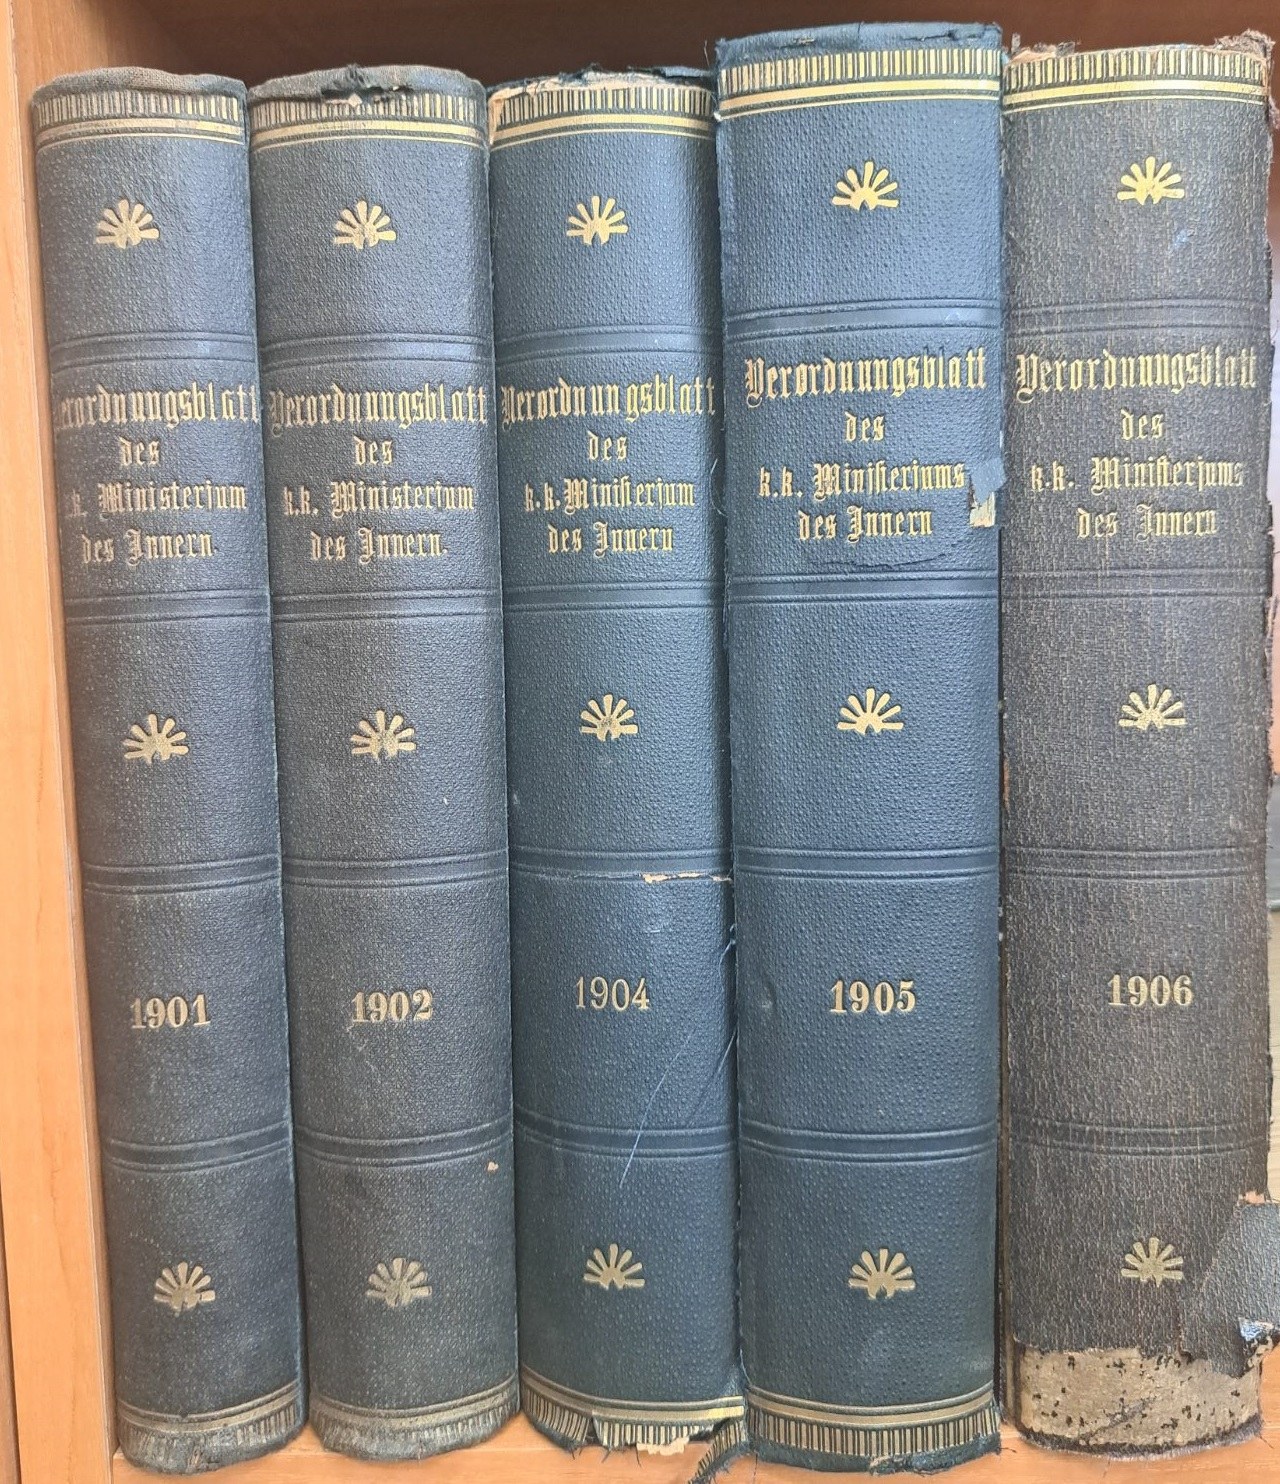 Verordnungsblatt
des
k.k. Ministerium
des Innern.
1901
Verordnungsblatt
des
k.k. Ministerium
des Innern.
1902
Verordnungsblatt
des
k.k. Ministerium
des Innern
1904
Verordnungsblatt
des
k.k. Ministeriums
des Innern
1905
Verordnungsblatt
des
k.k. Ministeriums
des Innern
1906